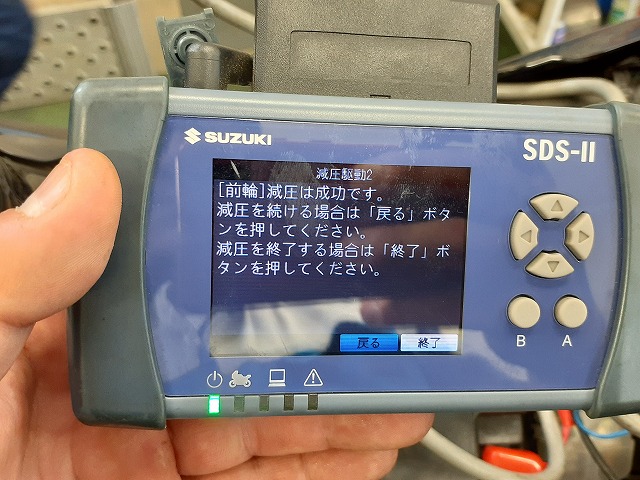 SUZUKI
SDS-II
減圧駆動2
[前輪]減圧は成功です。
減圧を続ける場合は「戻る」ボタ
ンを押してください。
減圧を終了する場合は「終了」ボ
タンを押してください。
戻る 終了
B A